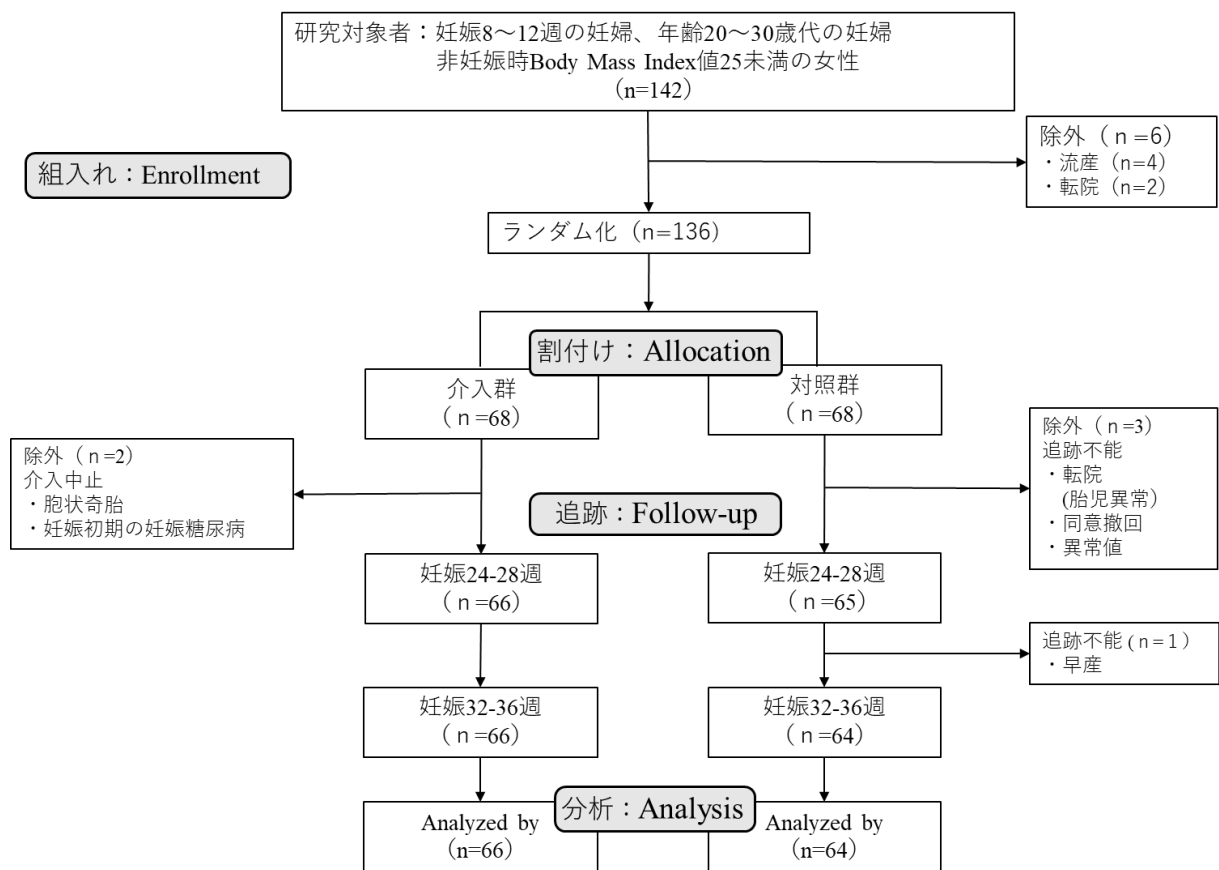 研究対象者：妊娠8～12週の妊婦、年齢20～30歳代の妊婦
非妊娠時Body Mass Index値25未満の女性
（n=142）
除外（ｎ=6）
・流産（n=4）
・転院（n=2）
組入れ：Enrollment
ランダム化（n=136）
割付け：Allocation
介入群
（ｎ=68）
対照群
（ｎ=68）
除外（ｎ=2）
介入中止
・胞状奇胎
・妊娠初期の妊娠糖尿病
除外（ｎ=3）
追跡不能
・転院
(胎児異常）
・同意撤回
・異常値
追跡：Follow-up
妊娠24-28週
（ｎ=66）
妊娠24-28週
（ｎ=65）
追跡不能（ｎ=１）
・早産
妊娠32-36週
（ｎ=66）
妊娠32-36週
（ｎ=64）
分析：Analysis
Analyzed by
（n=66）
Analyzed by
（n=64）